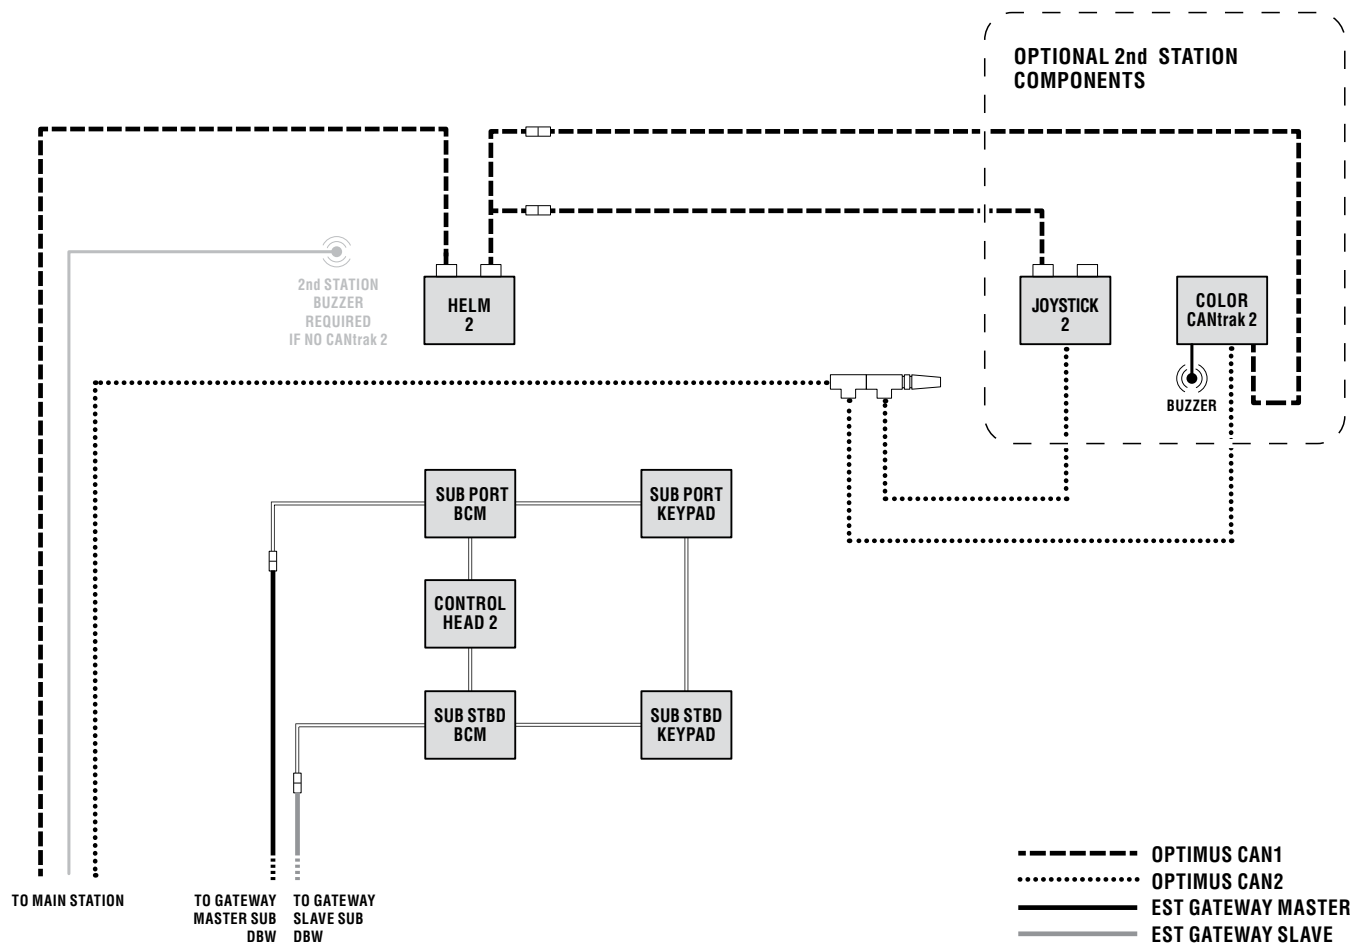 OPTIONAL 2nd STATION
COMPONENTS
2nd STATION
BUZZER
REQUIRED
IF NO CANtrak 2
HELM
2
JOYSTICK
2
COLOR
CANtrak 2
BUZZER
SUB PORT
BCM
SUB PORT
KEYPAD
CONTROL
HEAD 2
SUB STBD
BCM
SUB STBD
KEYPAD
TO MAIN STATION
TO GATEWAY
MASTER SUB
DBW
TO GATEWAY
SLAVE SUB
DBW
OPTIMUS CAN1
OPTIMUS CAN2
EST GATEWAY MASTER
EST GATEWAY SLAVE